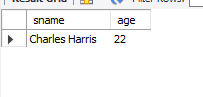 Result Grid Filter Rows:
sname age
Charles Harris 22